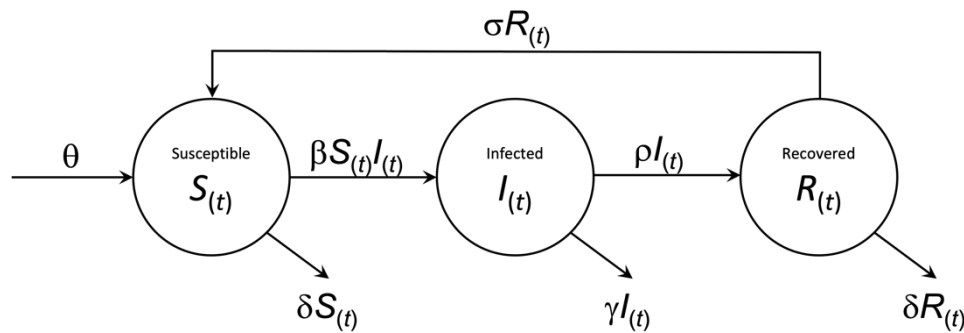 σR(t)
θ
Susceptible
S(t)
βS(t)I(t)
Infected
I(t)
ρI(t)
Recovered
R(t)
δS(t)
γI(t)
δR(t)